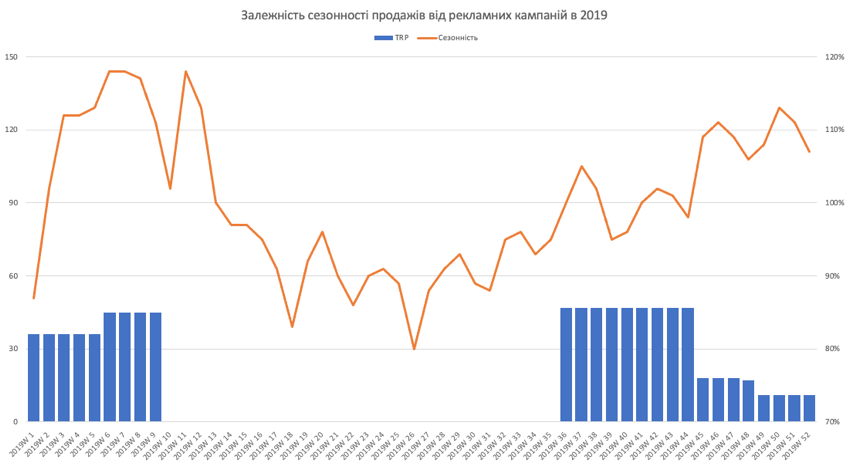 Залежність сезонності продажів від рекламних кампаній в 2019
TRP Сезонність
150 120%
120 110%
90 100%
60 90%
30 80%
0 70%
2019W 1 2019W 2 2019W 3 2019W 4 2019W 5 2019W 6 2019W 7 2019W 8 2019W 9 2019W 10 2019W 11 2019W 12 2019W 13 2019W 14 2019W 15 2019W 16 2019W 17 2019W 18 2019W 19 2019W 20 2019W 21 2019W 22 2019W 23 2019W 24 2019W 25 2019W 26 2019W 27 2019W 28 2019W 29 2019W 30 2019W 31 2019W 32 2019W 33 2019W 34 2019W 35 2019W 36 2019W 37 2019W 38 2019W 39 2019W 40 2019W 41 2019W 42 2019W 43 2019W 44 2019W 45 2019W 46 2019W 47 2019W 48 2019W 49 2019W 50 2019W 51 2019W 52